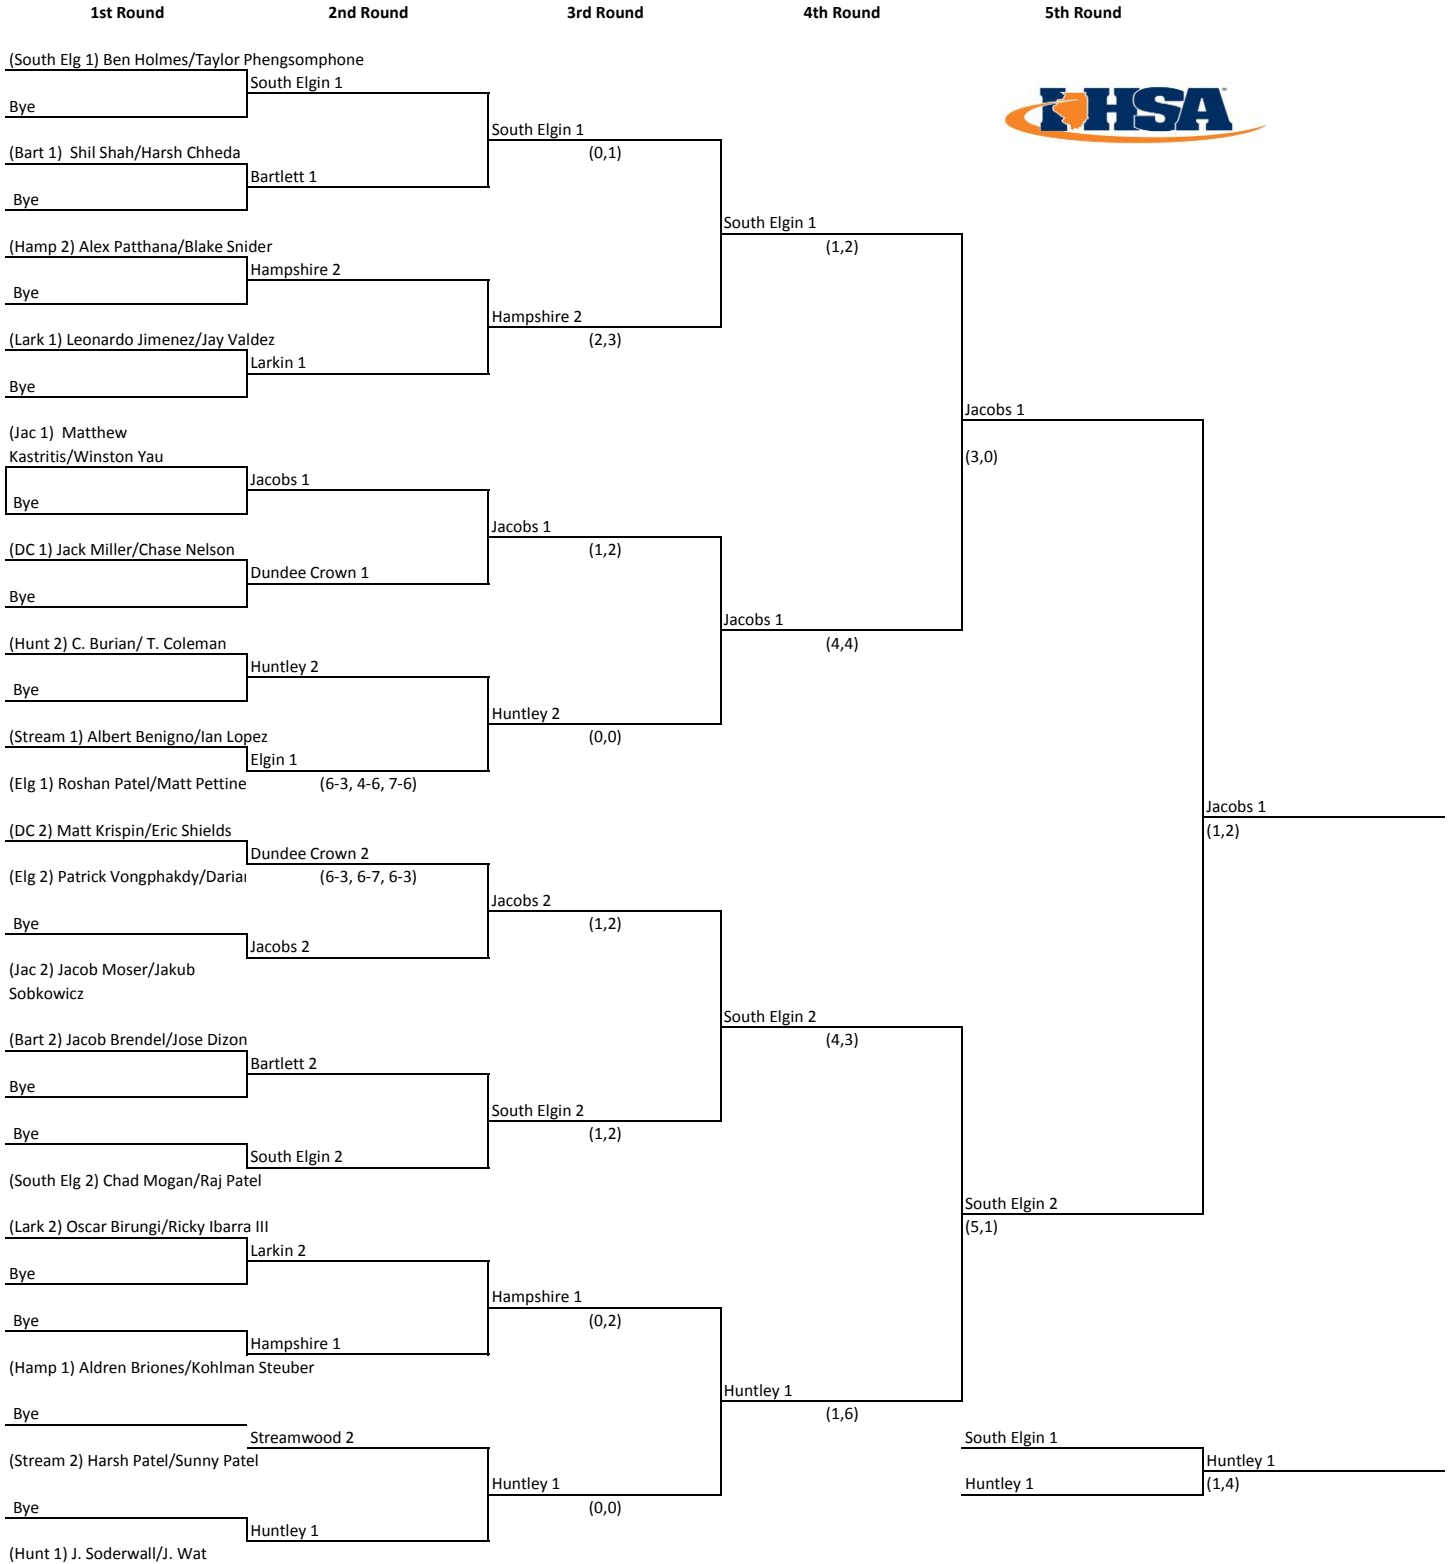 1st Round 2nd Round 3rd Round 4th Round 5th Round
(South Elg 1) Ben Holmes/Taylor Phengsomphone
South Elgin 1
Bye
South Elgin 1
(Bart 1) Shil Shah/Harsh Chheda
(0,1)
Bartlett 1
Bye
South Elgin 1
(Hamp 2) Alex Patthana/Blake Snider
(1,2)
Hampshire 2
Bye
Hampshire 2
(Lark 1) Leonardo Jimenez/Jay Valdez
(2,3)
Larkin 1
Bye
Jacobs 1
(Jac 1) Matthew
Kastritis/Winston Yau
(3,0)
Jacobs 1
Bye
Jacobs 1
(DC 1) Jack Miller/Chase Nelson
(1,2)
Dundee Crown 1
Bye
Jacobs 1
(Hunt 2) C. Burian/ T. Coleman
(4,4)
Huntley 2
Bye
Huntley 2
(Stream 1) Albert Benigno/Ian Lopez
(0,0)
Elgin 1
(Elg 1) Roshan Patel/Matt Pettine
(6-3, 4-6, 7-6)
Jacobs 1
(DC 2) Matt Krispin/Eric Shields
(1,2)
Dundee Crown 2
(Elg 2) Patrick Vongphakdy/Daria
(6-3, 6-7, 6-3)
Jacobs 2
Bye
(1,2)
Jacobs 2
(Jac 2) Jacob Moser/Jakub
Sobkowicz
South Elgin 2
(Bart 2) Jacob Brendel/Jose Dizon
(4,3)
Bartlett 2
Bye
South Elgin 2
Bye
(1,2)
South Elgin 2
(South Elg 2) Chad Mogan/Raj Patel
South Elgin 2
(Lark 2) Oscar Birungi/Ricky Ibarra III
(5,1)
Larkin 2
Bye
Hampshire 1
Bye
(0,2)
Hampshire 1
(Hamp 1) Aldren Briones/Kohlman Steuber
Huntley 1
Bye
(1,6)
Streamwood 2
South Elgin 1
(Stream 2) Harsh Patel/Sunny Patel
Huntley 1
Huntley 1
Huntley 1
(1,4)
Bye
(0,0)
Huntley 1
(Hunt 1) J. Soderwall/J. Wat
IHSA